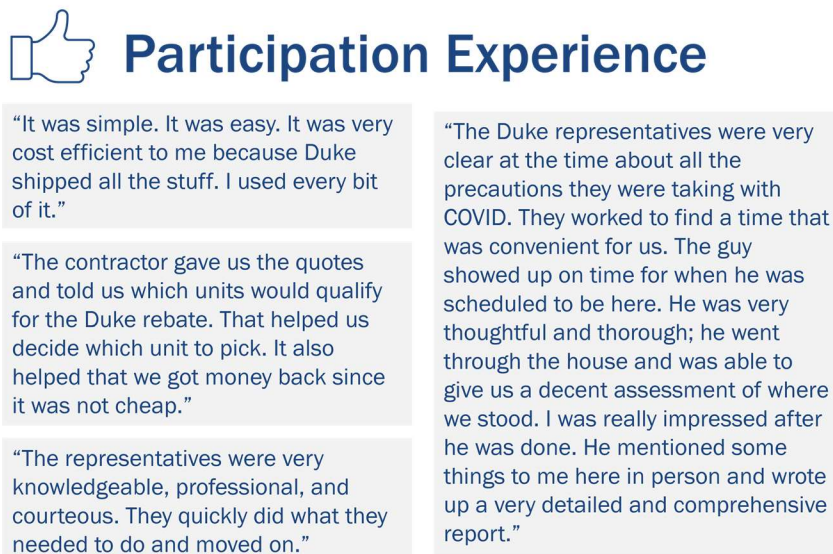 Participation Experience
“It was simple. It was easy. It was very
cost efficient to me because Duke
shipped all the stuff. I used every bit
of it.”
“The contractor gave us the quotes
and told us which units would qualify
for the Duke rebate. That helped us
decide which unit to pick. It also
helped that we got money back since
it was not cheap.”
“The representatives were very
knowledgeable, professional, and
courteous. They quickly did what they
needed to do and moved on.”
“The Duke representatives were very
clear at the time about all the
precautions they were taking with
COVID. They worked to find a time that
was convenient for us. The guy
showed up on time for when he was
scheduled to be here. He was very
thoughtful and thorough; he went
through the house and was able to
give us a decent assessment of where
we stood. I was really impressed after
he was done. He mentioned some
things to me here in person and wrote
up a very detailed and comprehensive
report.”